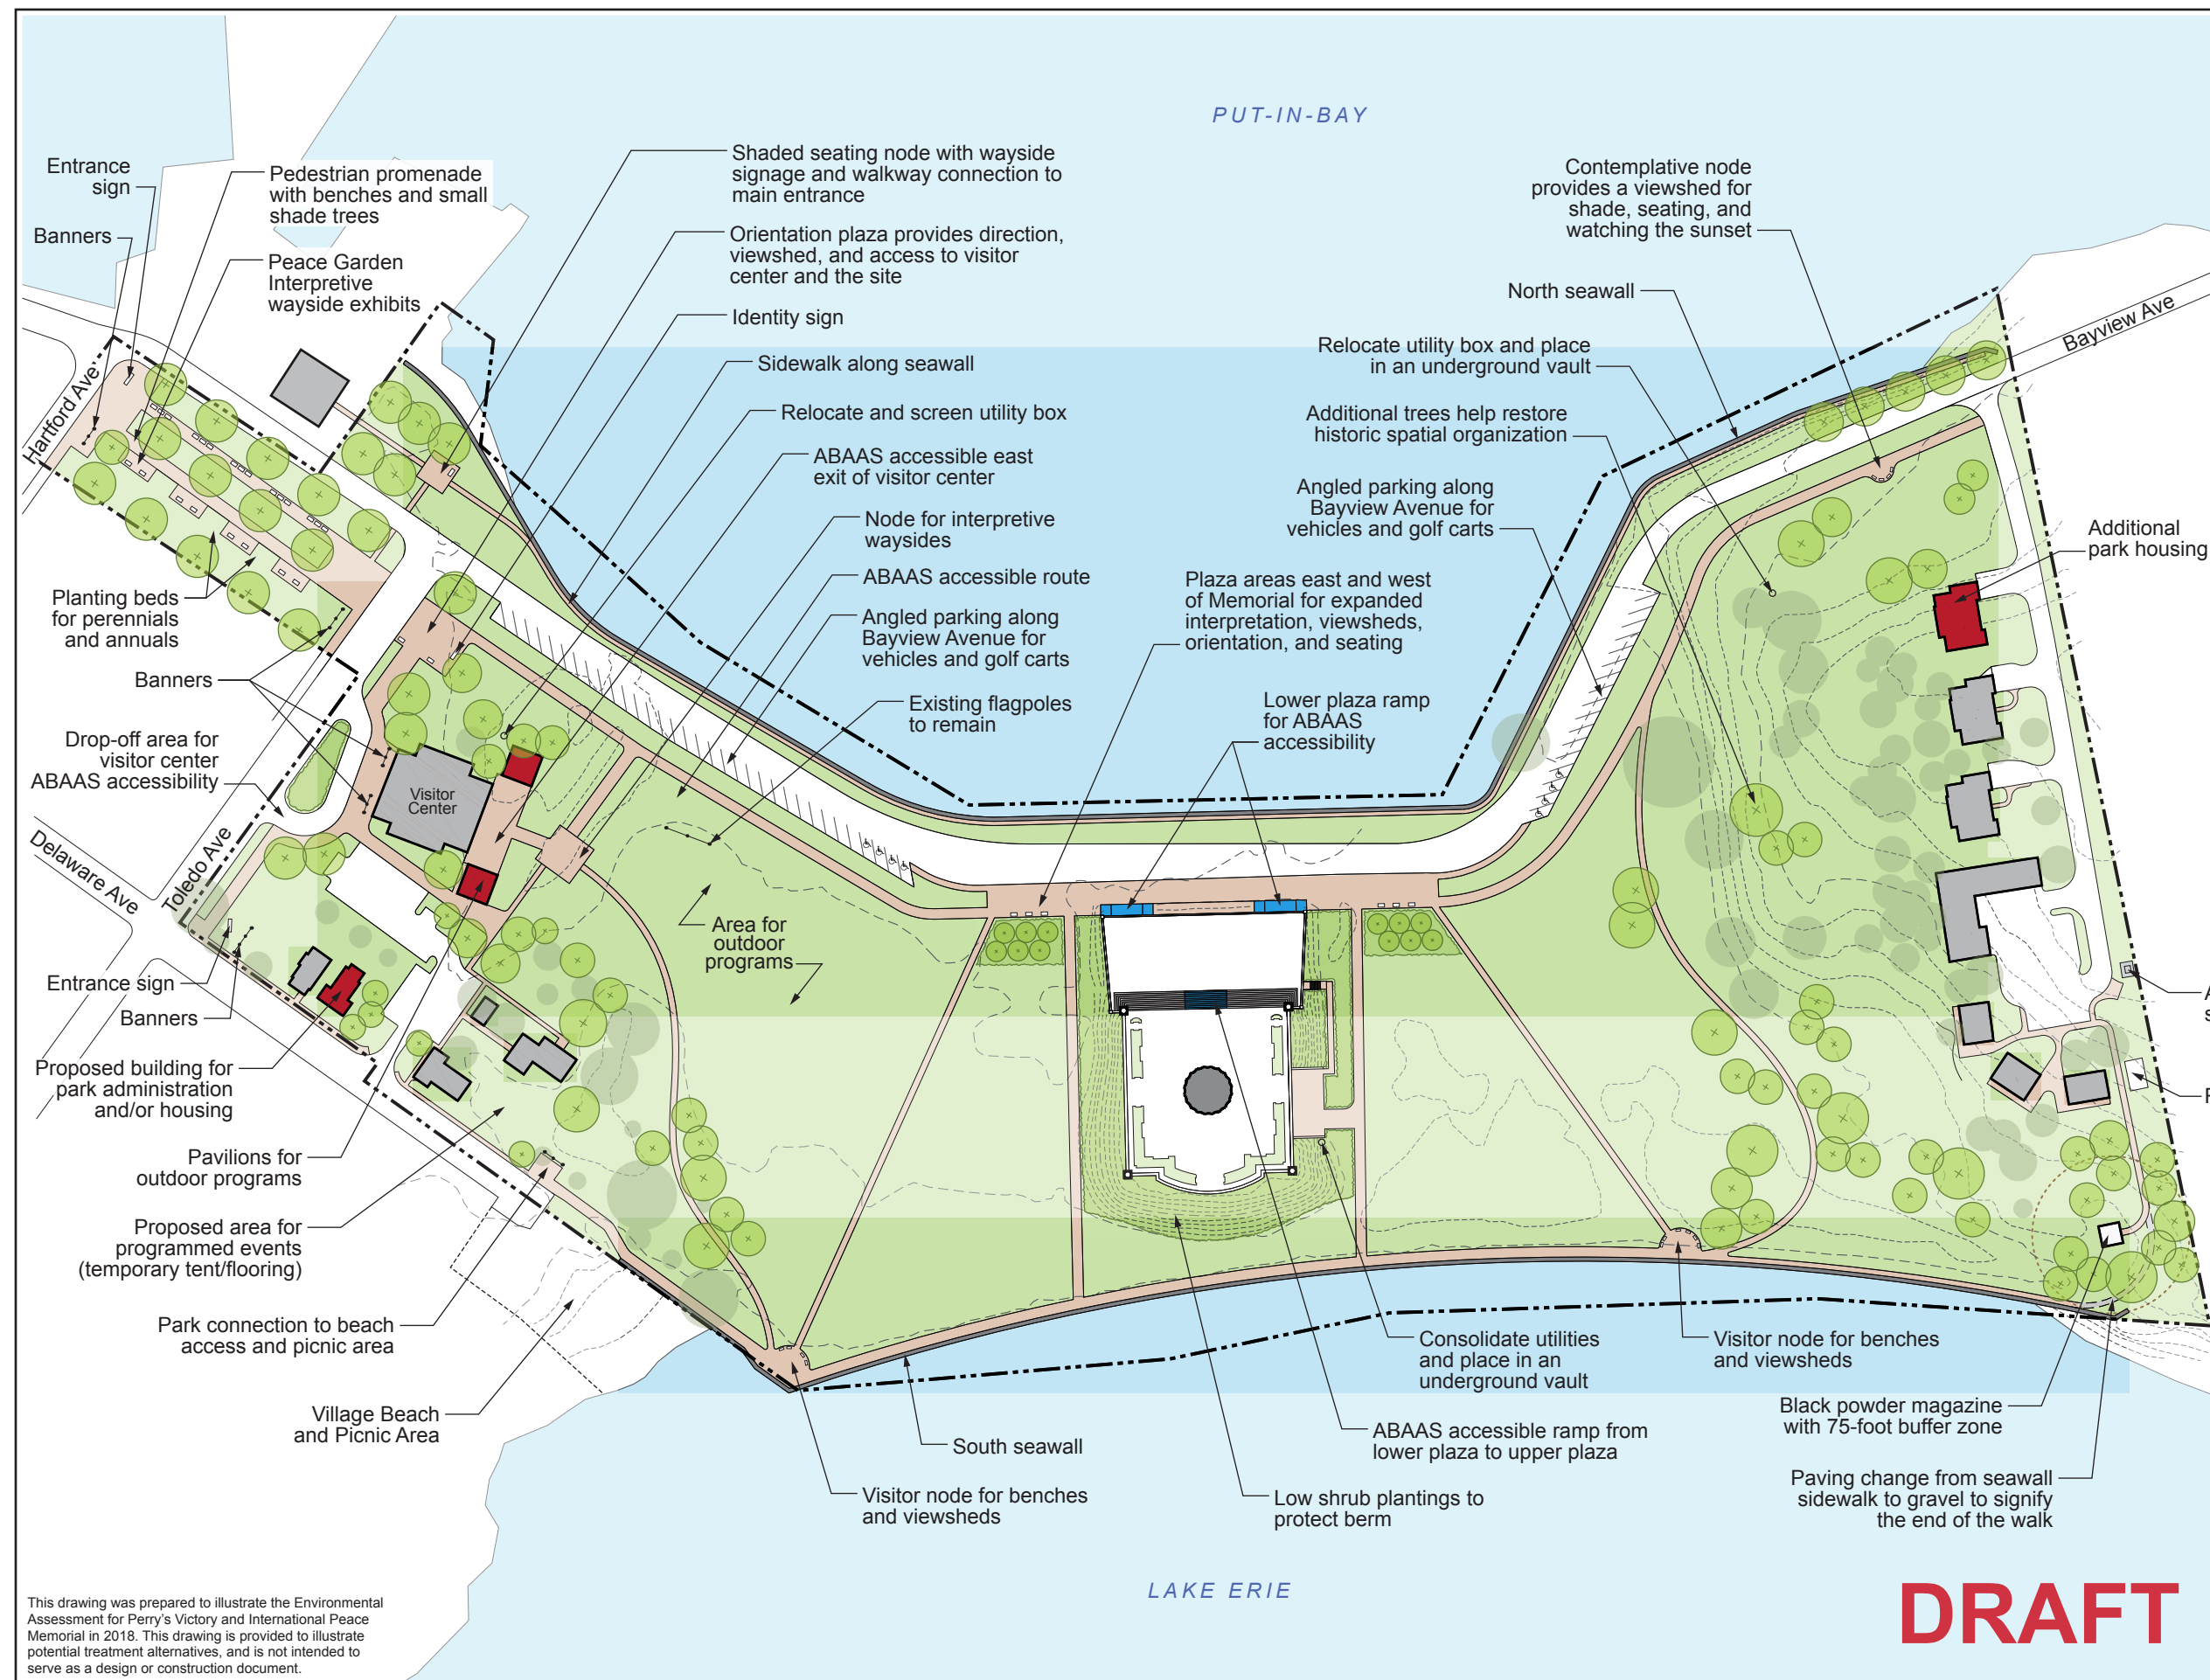 PUT-IN-BAY
Entrance
sign
Banners
Pedestrian promenade
with benches and small
shade trees
Peace Garden
Interpretive
wayside exhibits
Shaded seating node with wayside
signage and walkway connection to
main entrance
Orientation plaza provides direction,
viewshed, and access to visitor
center and the site
Identity sign
Sidewalk along seawall
Relocate and screen utility box
ABAAS accessible east
exit of visitor center
Node for interpretive
waysides
ABAAS accessible route
Angled parking along
Bayview Avenue for
vehicles and golf carts
Existing flagpoles
to remain
Contemplative node
provides a viewshed for
shade, seating, and
watching the sunset
North seawall
Relocate utility box and place
in an underground vault
Additional trees help restore
historic spatial organization
Angled parking along
Bayview Avenue for
vehicles and golf carts
Plaza areas east and west
of Memorial for expanded
interpretation, viewsheds,
orientation, and seating
Lower plaza ramp
for ABAAS
accessibility
Bayview Ave
Additional
park housing
Hartford Ave
Planting beds
for perennials
and annuals
Banners
Drop-off area for
visitor center
ABAAS accessibility
Visitor
Center
Toledo Ave
Delaware Ave
Area for
outdoor
programs
Entrance sign
Banners
Proposed building for
park administration
and/or housing
Pavilions for
outdoor programs
Proposed area for
programmed events
(temporary tent/flooring)
Park connection to beach
access and picnic area
Village Beach
and Picnic Area
South seawall
Visitor node for benches
and viewsheds
Consolidate utilities
and place in an
underground vault
ABAAS accessible ramp from
lower plaza to upper plaza
Low shrub plantings to
protect berm
Visitor node for benches
and viewsheds
Black powder magazine
with 75-foot buffer zone
Paving change from seawall
sidewalk to gravel to signify
the end of the walk
LAKE ERIE
DRAFT
This drawing was prepared to illustrate the Environmental
Assessment for Perry's Victory and International Peace
Memorial in 2018. This drawing is provided to illustrate
potential treatment alternatives, and is not intended to
serve as a design or construction document.